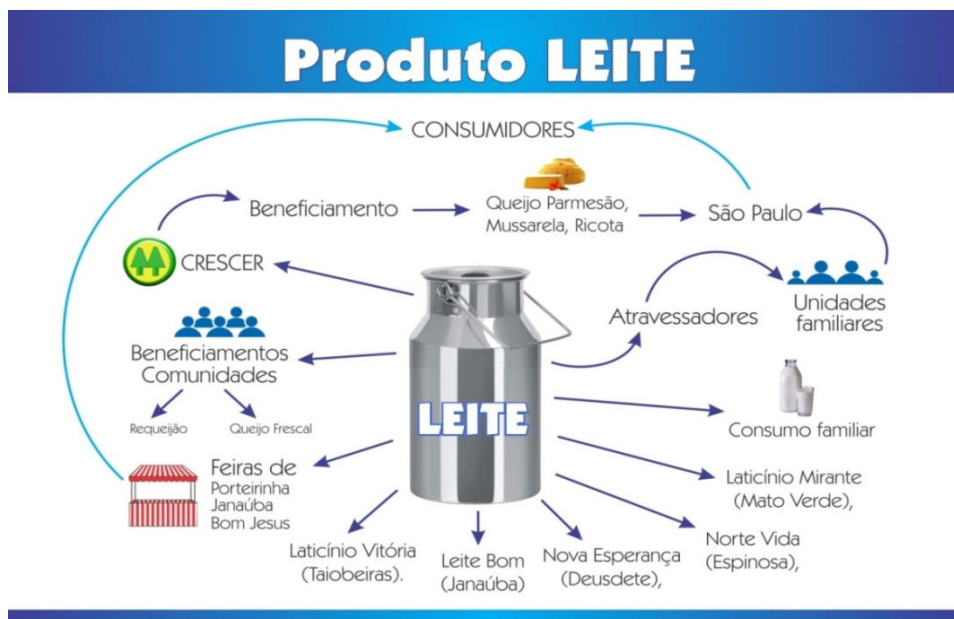 Produto LEITE
CONSUMIDORES
Beneficiamento
Queijo Parmesão,
Mussarela, Ricota
São Paulo
CRESCER
Atravessadores
Unidades
familiares
Beneficiamentos
Comunidades
Requeijão
Queijo Frescal
LEITE
Consumo familiar
Feiras de
Porteirinha
Janaúba
Bom Jesus
Laticínio Mirante
(Mato Verde),
Laticínio Vitória
(Taiobeiras).
Leite Bom
(Janaúba)
Nova Esperança
(Deusdete),
Norte Vida
(Espinosa),